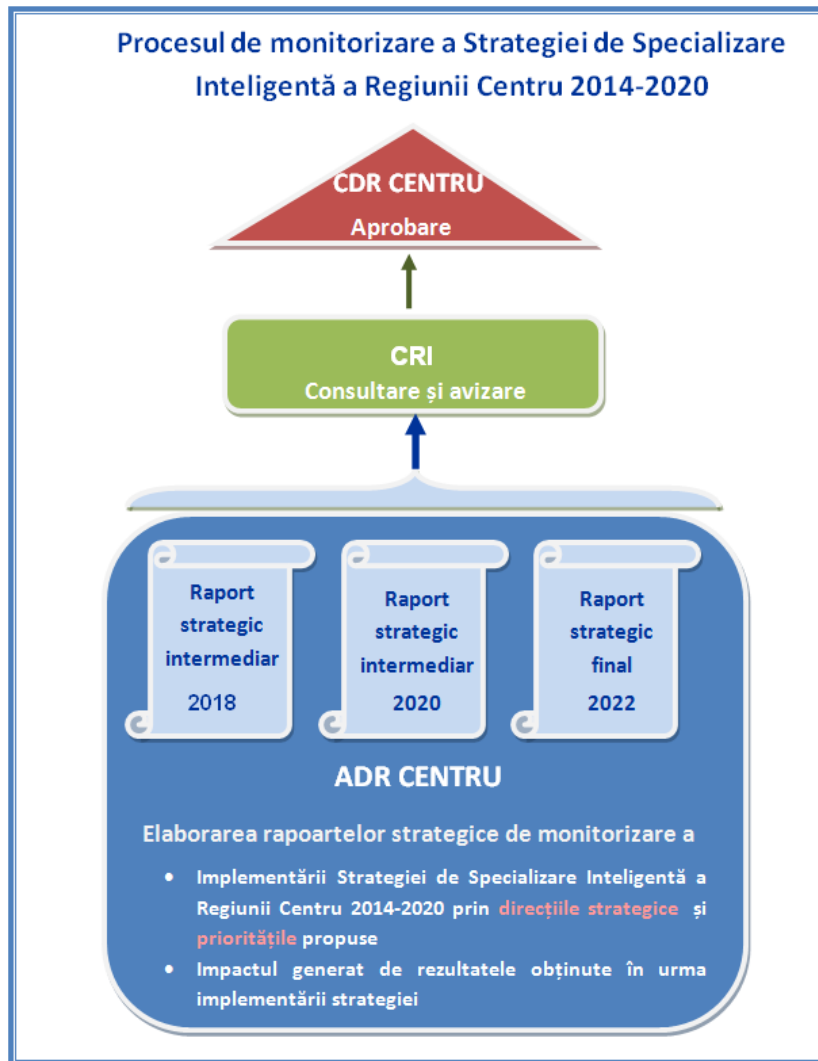 Procesul de monitorizare a Strategiei de Specializare
Inteligentă a Regiunii Centru 2014-2020
CDR CENTRU
Aprobare
CRI
Consultare și avizare
Raport
strategic
intermediar
2018
Raport
strategic
intermediar
2020
Raport
strategic
final
2022
ADR CENTRU
Elaborarea rapoartelor strategice de monitorizare a
• Implementării Strategiei de Specializare Inteligentă a
Regiunii Centru 2014-2020 prin direcțiile strategice și
prioritățile propuse
• Impactul generat de rezultatele obținute în urma
implementării strategiei